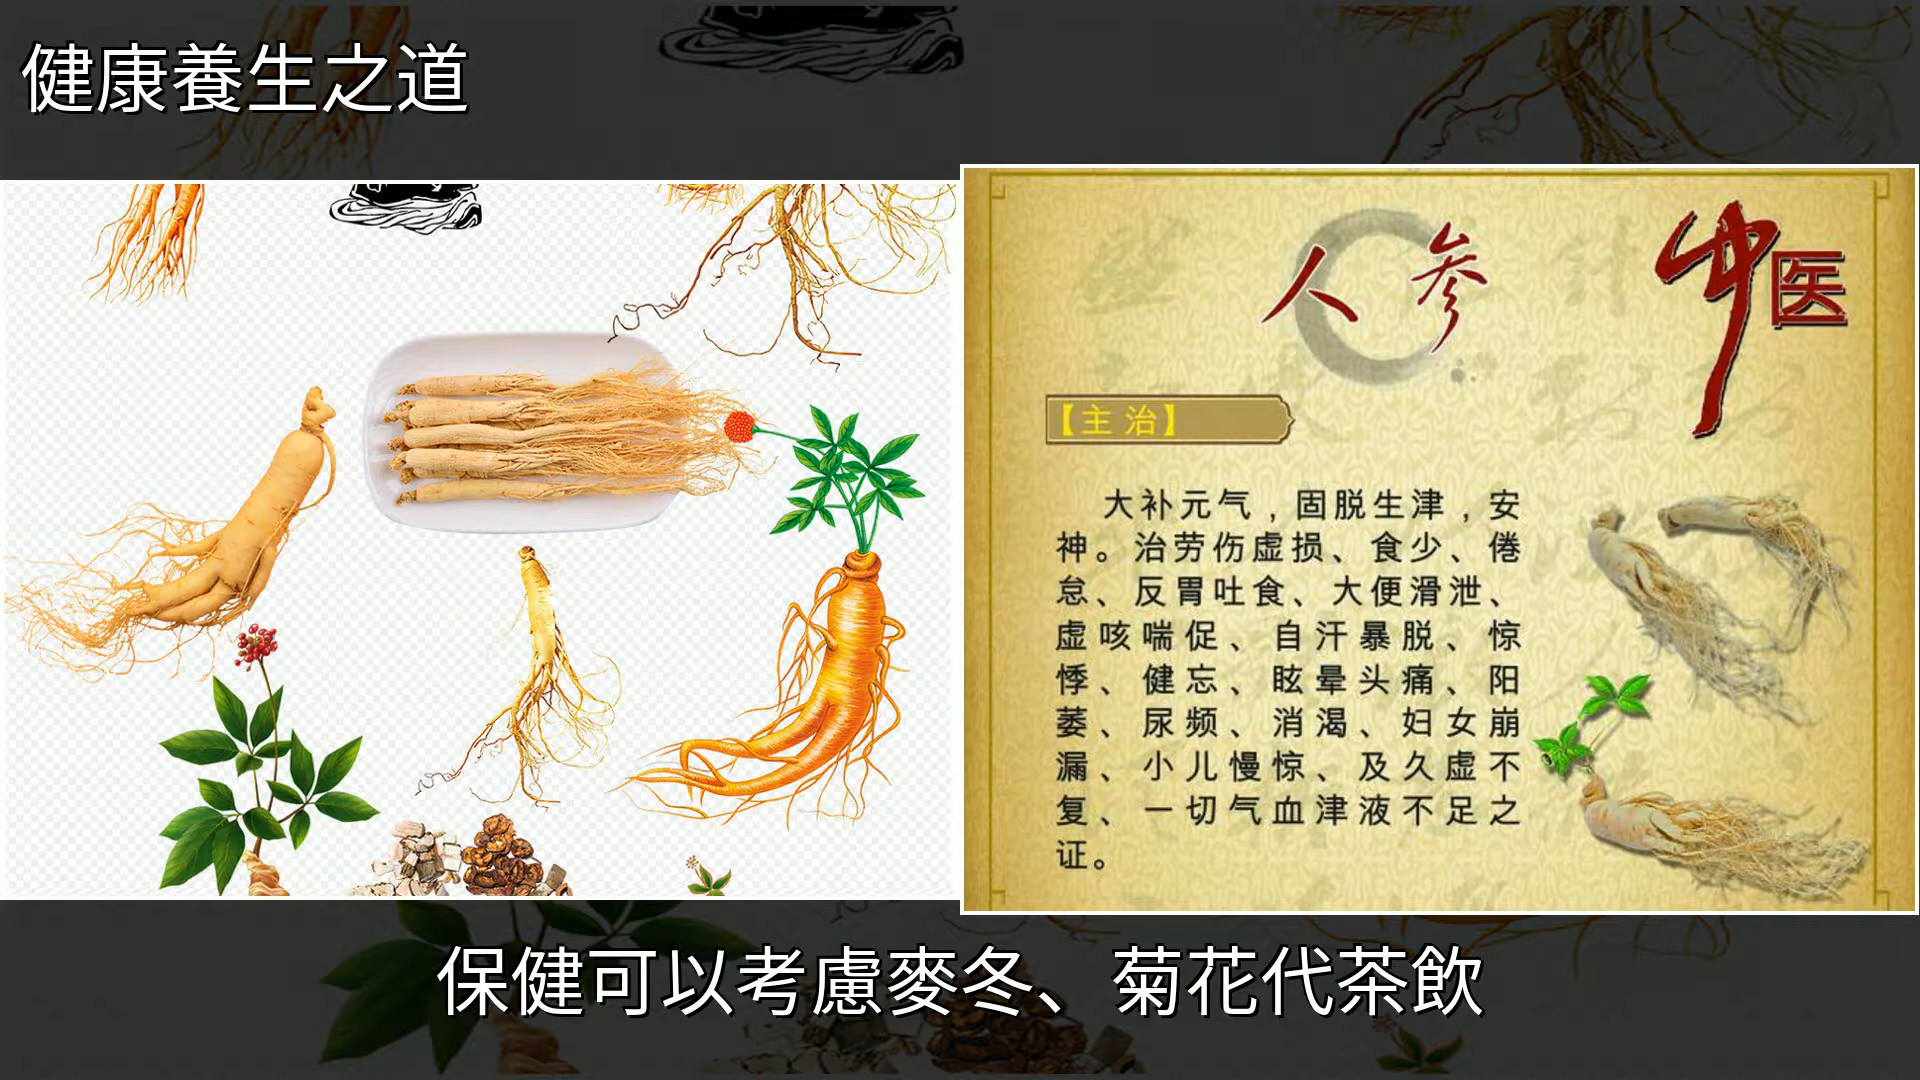 健康養生之道
人参
中医
【主治】
大补元气，固脱生津，安
神。治劳伤虚损、食少、倦
怠、反胃吐食、大便滑泄、
虚咳喘促、自汗暴脱、惊
悸、健忘、眩晕头痛、阳
萎、尿频、消渴、妇女崩
漏、小儿慢惊、及久虚不
复、一切气血津液不足之
证。
保健可以考慮麥冬、菊花代茶飲